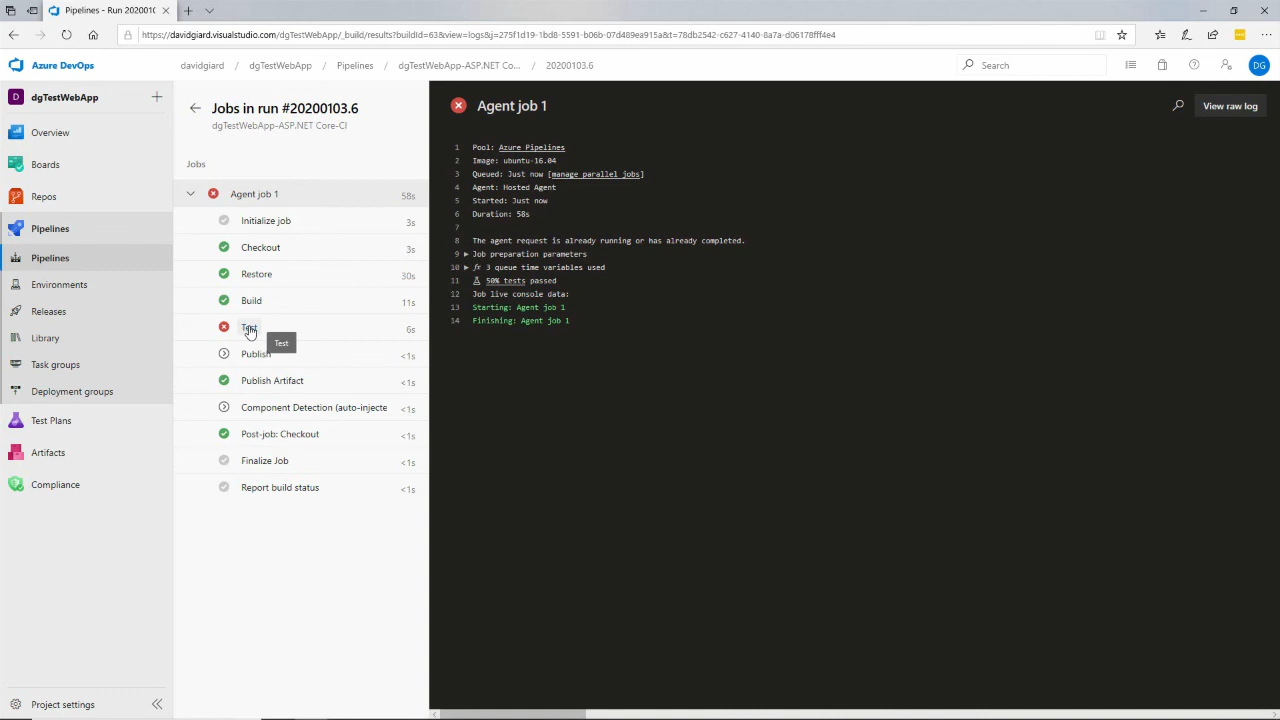 Pipelines - Run 2020010
https://davidgiard.visualstudio.com/dgTestWebApp/_build/results?buildId=63&view=logs&j=275f1d19-1bd8-5591-b06b-07d489ea915a&t=78db2542-c627-4140-8a7a-d06178fff4e4
Azure DevOps
davidgiard / dgTestWebApp / Pipelines / dgTestWebApp-ASP.NET Co... / 20200103.6
Search
DG
D
dgTestWebApp
Overview
Boards
Repos
Pipelines
Pipelines
Environments
Releases
Library
Task groups
Deployment groups
Test Plans
Artifacts
Compliance
Project settings
Jobs in run #20200103.6
dgTestWebApp-ASP.NET Core-CI
Jobs
Agent job 1 58s
Initialize job 3s
Checkout 3s
Restore 30s
Build 11s
Test 6s
Test
Publish <1s
Publish Artifact <1s
Component Detection (auto-injecte <1s
Post-job: Checkout <1s
Finalize Job <1s
Report build status <1s
Agent job 1
View raw log
1 Pool: Azure Pipelines
2 Image: ubuntu-16.04
3 Queued: Just now [manage parallel jobs]
4 Agent: Hosted Agent
5 Started: Just now
6 Duration: 58s
7
8 The agent request is already running or has already completed.
9 Job preparation parameters
10 fx 3 queue time variables used
11 50% tests passed
12 Job live console data:
13 Starting: Agent job 1
14 Finishing: Agent job 1